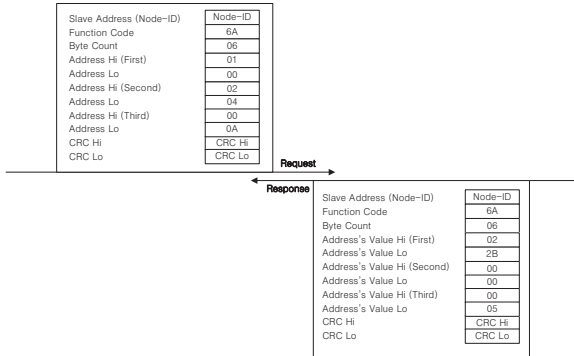 Slave Address (Node-ID) Node-ID
Function Code 6A
Byte Count 06
Address Hi (First) 01
Address Lo 00
Address Hi (Second) 02
Address Lo 04
Address Hi (Third) 00
Address Lo 0A
CRC Hi CRC Hi
CRC Lo CRC Lo
Request
Response
Slave Address (Node-ID) Node-ID
Function Code 6A
Byte Count 06
Address's Value Hi (First) 02
Address's Value Lo 2B
Address's Value Hi (Second) 00
Address's Value Lo 00
Address's Value Hi (Third) 00
Address's Value Lo 05
CRC Hi CRC Hi
CRC Lo CRC Lo